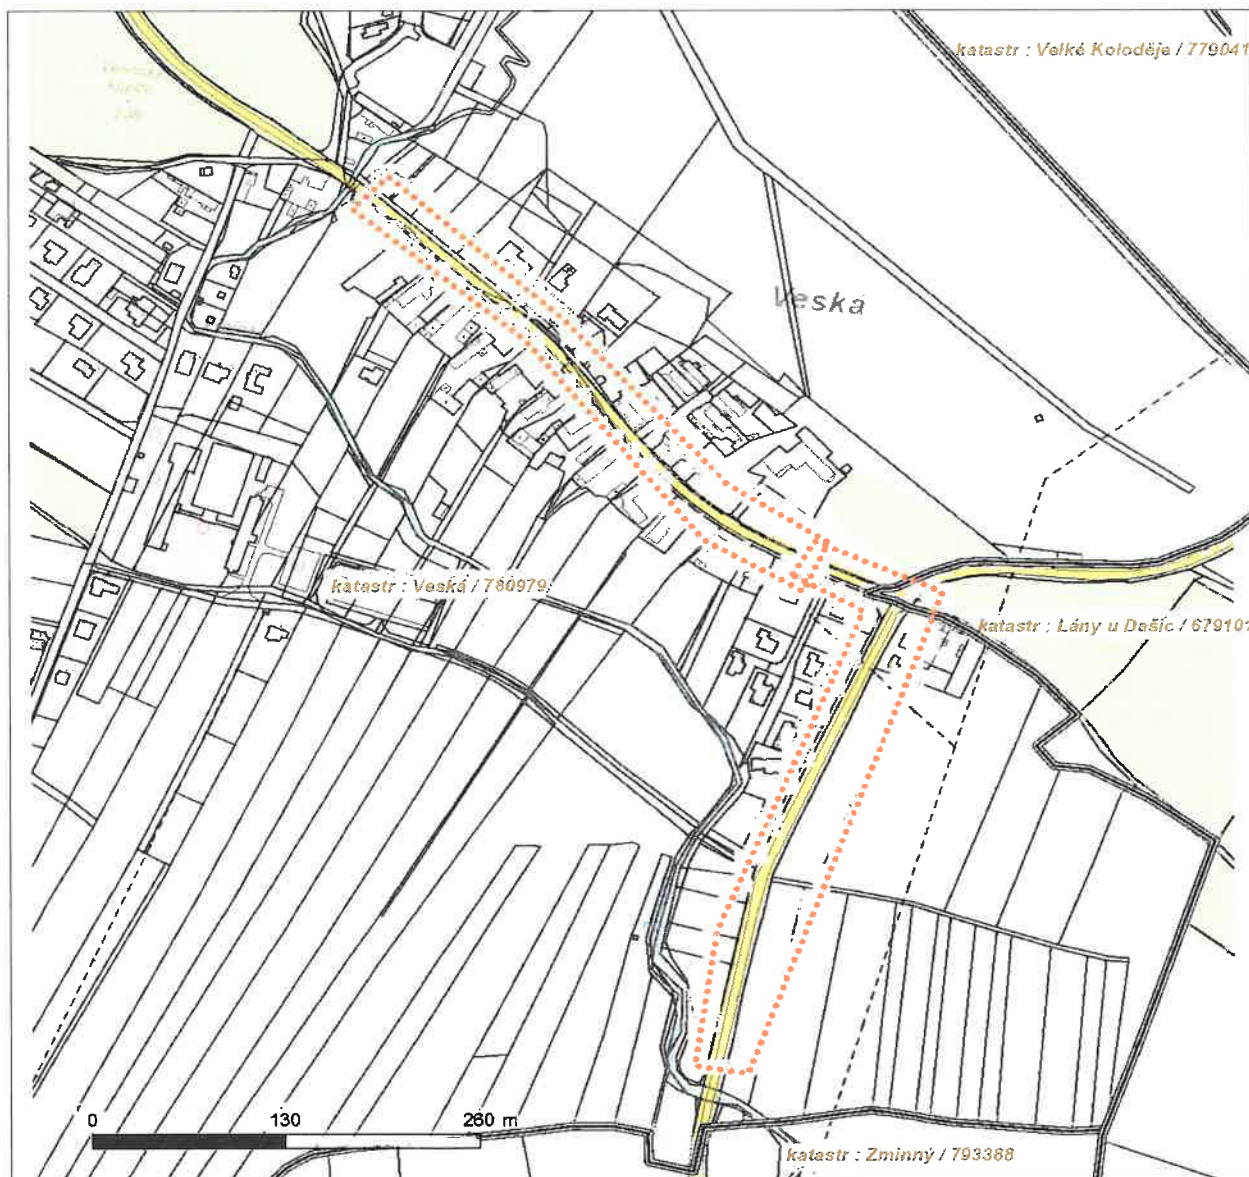 katastr : Velké Koloděje / 779041
Veska
katastr : Veská / 780979
katastr : Lány u Dašic / 679101
0 130 260 m
katastr : Zminný / 793388